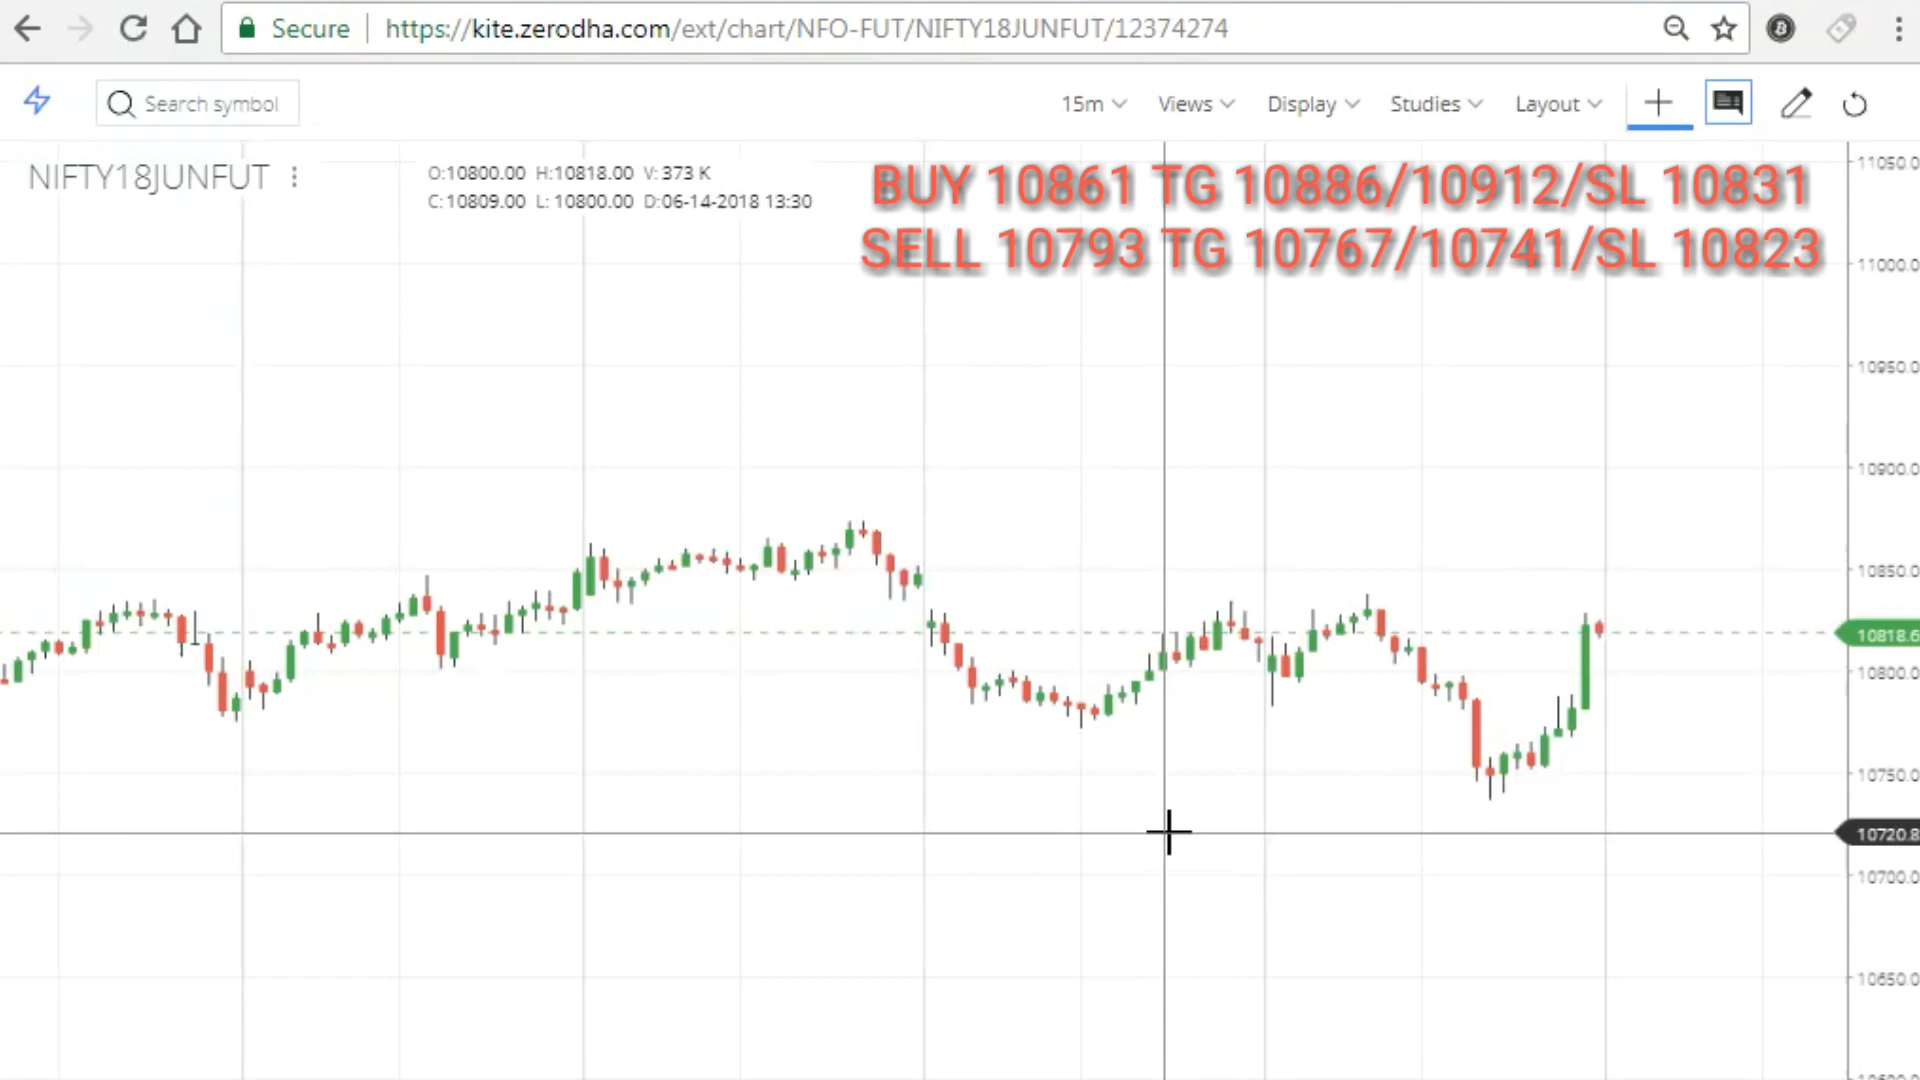 Secure https://kite.zerodha.com/ext/chart/NFO-FUT/NIFTY18JUNFUT/12374274
Search symbol 15m Views Display Studies Layout
NIFTY18JUNFUT O:10800.00 H:10818.00 V:373 K
C:10809.00 L:10800.00 D:06-14-2018 13:30
BUY 10861 TG 10886/10912/SL 10831
SELL 10793 TG 10767/10741/SL 10823
11050.0
11000.0
10950.0
10900.0
10850.0
10818.6
10800.0
10750.0
10720.8
10700.0
10650.0